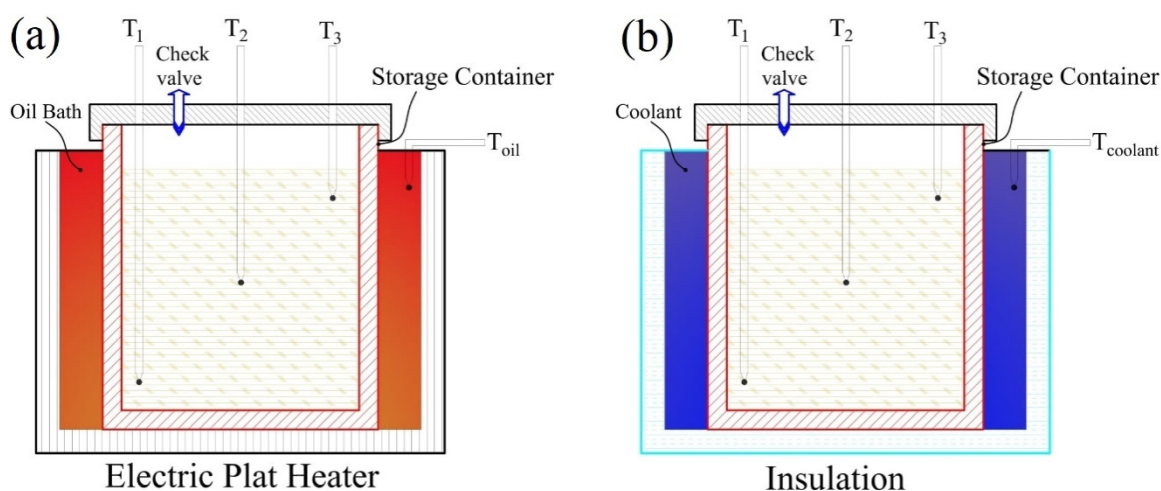 (a)
T1
T2
T3
Check
valve
Storage Container
Oil Bath
Toil
Electric Plat Heater
(b)
T1
T2
T3
Check
valve
Storage Container
Coolant
Tcoolant
Insulation